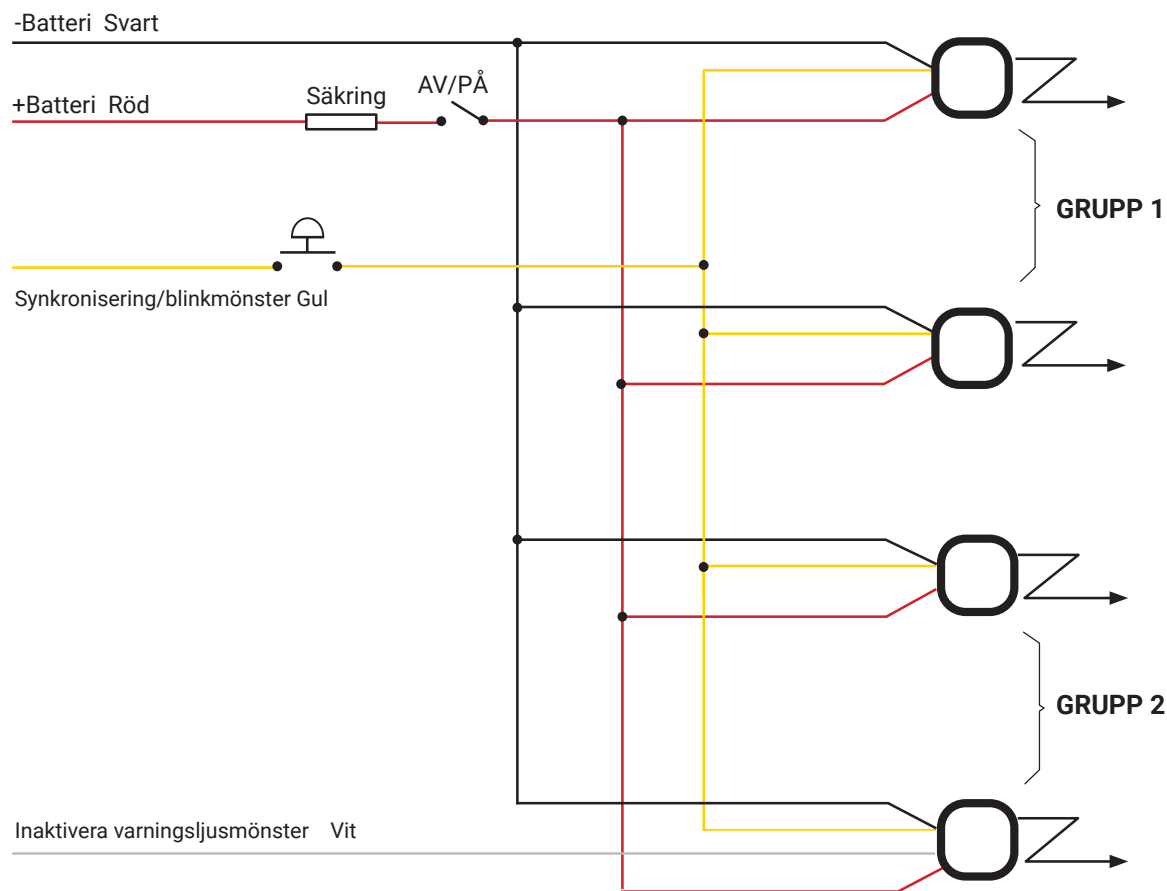 -Batteri Svart
+Batteri Röd
Säkring
AV/PÅ
GRUPP 1
Synkronisering/blinkmönster Gul
GRUPP 2
Inaktivera varningsljusmönster Vit